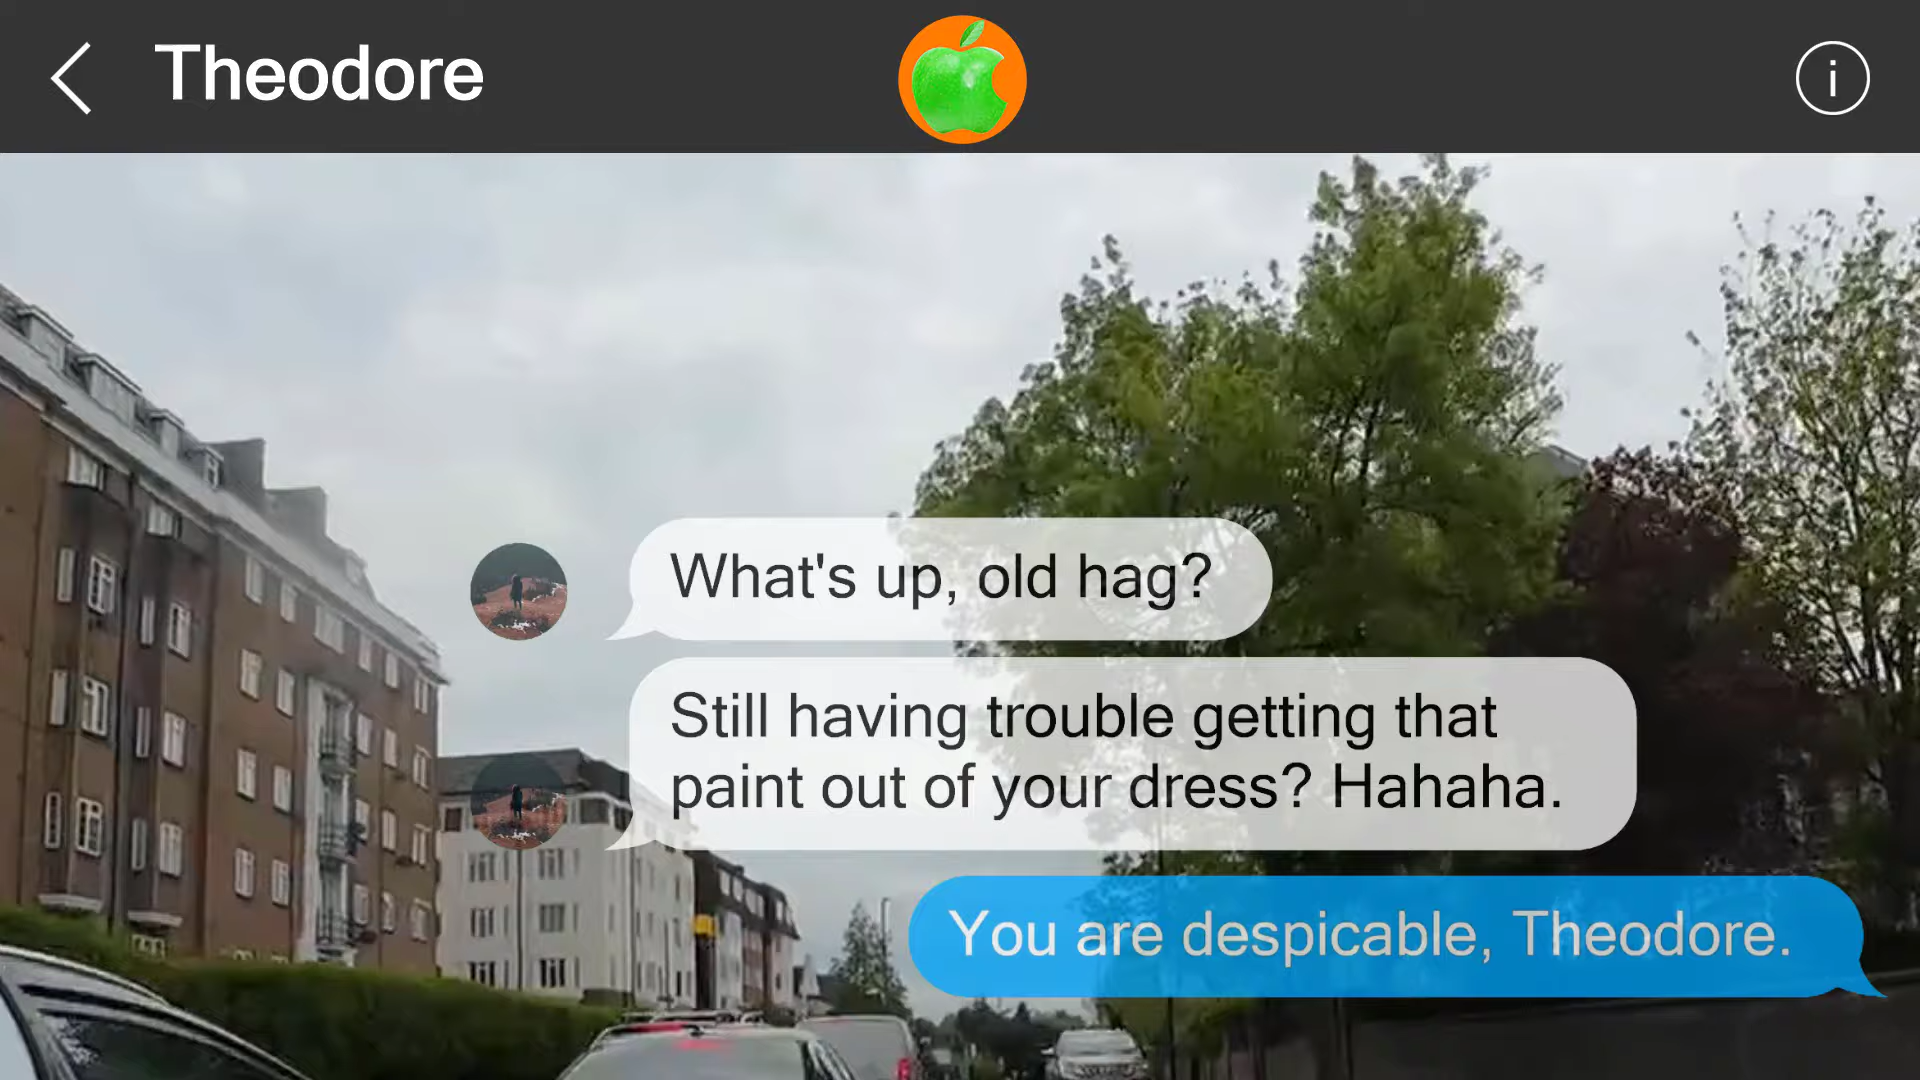 Theodore
What's up, old hag?
Still having trouble getting that
paint out of your dress? Hahaha.
You are despicable, Theodore.